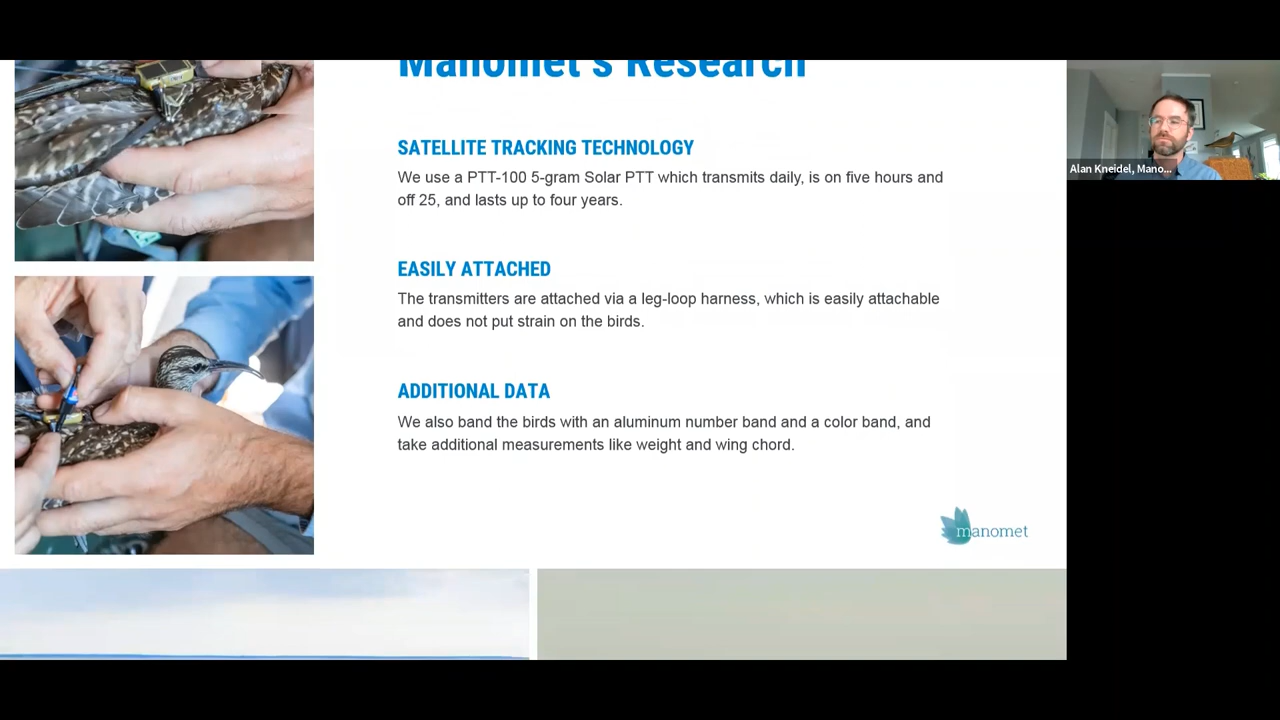 Manomet's Research
SATELLITE TRACKING TECHNOLOGY
We use a PTT-100 5-gram Solar PTT which transmits daily, is on five hours and
off 25, and lasts up to four years.
EASILY ATTACHED
The transmitters are attached via a leg-loop harness, which is easily attachable
and does not put strain on the birds.
ADDITIONAL DATA
We also band the birds with an aluminum number band and a color band, and
take additional measurements like weight and wing chord.
manomet
Alan Kneidel, Mano...